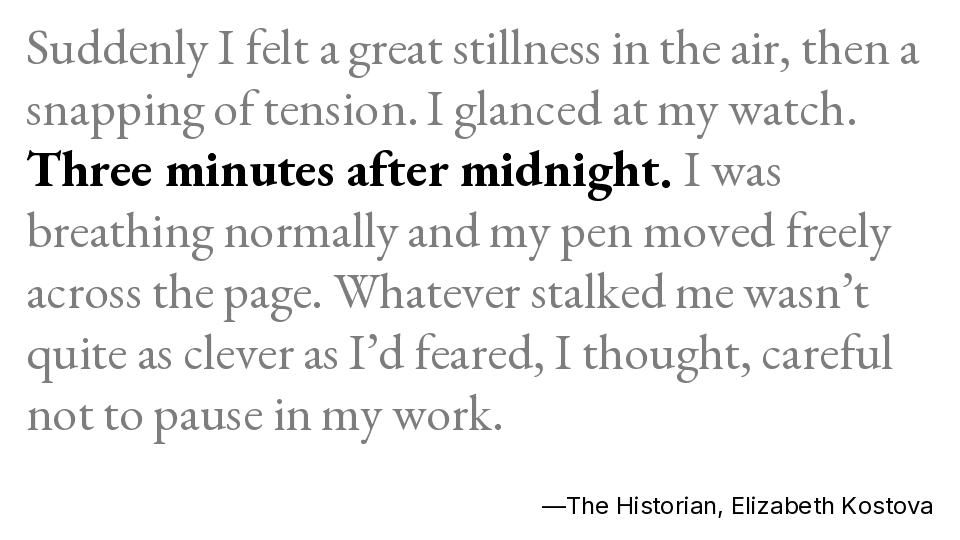 Suddenly I felt a great stillness in the air, then a
snapping of tension. I glanced at my watch.
Three minutes after midnight. I was
breathing normally and my pen moved freely
across the page. Whatever stalked me wasn’t
quite as clever as I’d feared, I thought, careful
not to pause in my work.
—The Historian, Elizabeth Kostova